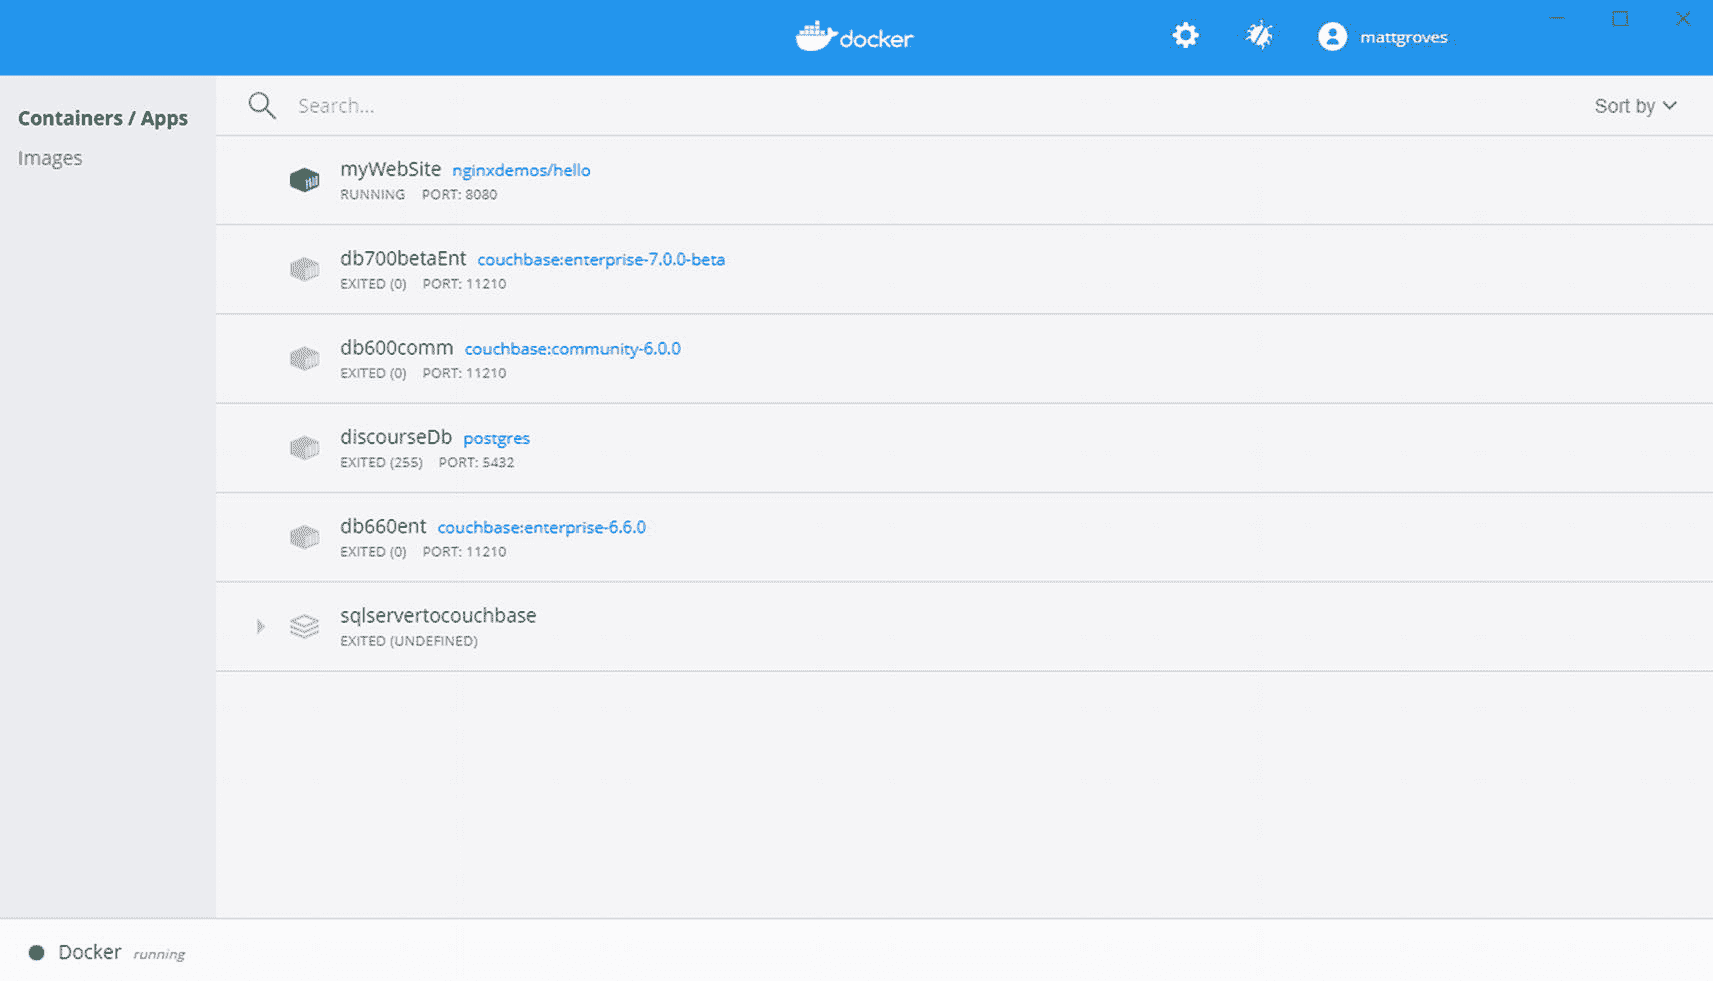 docker
mattgroves
Containers / Apps
Images
Search...
Sort by
myWebSite nginxdemos/hello
RUNNING PORT: 8080
db700betaEnt couchbase:enterprise-7.0.0-beta
EXITED (0) PORT: 11210
db600comm couchbase:community-6.0.0
EXITED (0) PORT: 11210
discourseDb postgres
EXITED (255) PORT: 5432
db660ent couchbase:enterprise-6.6.0
EXITED (0) PORT: 11210
sqlservertocouchbase
EXITED (UNDEFINED)
Docker running